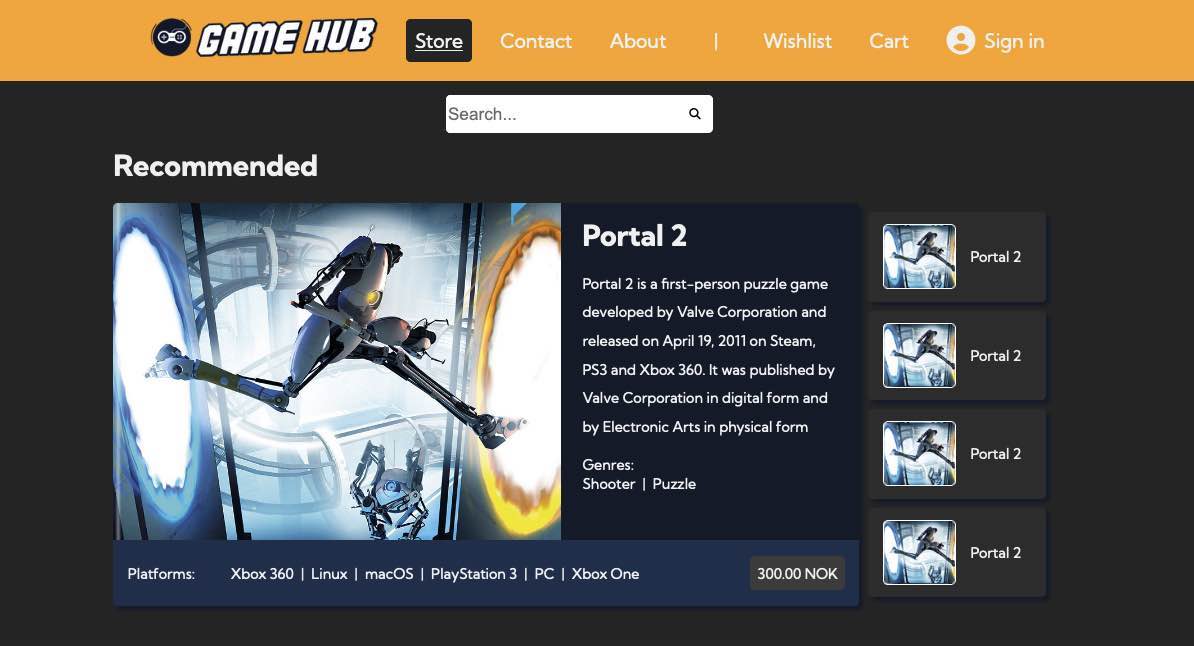 GAME HUB
Store Contact About | Wishlist Cart Sign in
Search...
Recommended
Portal 2
Portal 2 is a first-person puzzle game
developed by Valve Corporation and
released on April 19, 2011 on Steam,
PS3 and Xbox 360. It was published by
Valve Corporation in digital form and
by Electronic Arts in physical form
Genres:
Shooter | Puzzle
Platforms: Xbox 360 | Linux | macOS | PlayStation 3 | PC | Xbox One
300.00 NOK
Portal 2
Portal 2
Portal 2
Portal 2